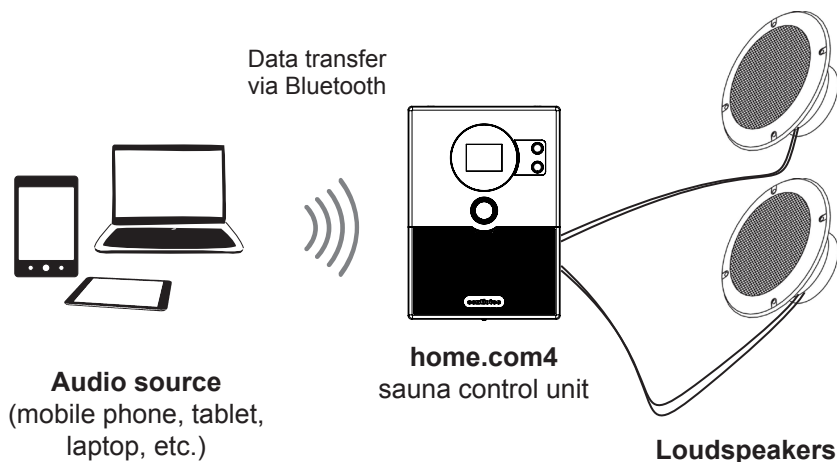 Data transfer
via Bluetooth
home.com4
sauna control unit
Audio source
(mobile phone, tablet,
laptop, etc.)
Loudspeakers